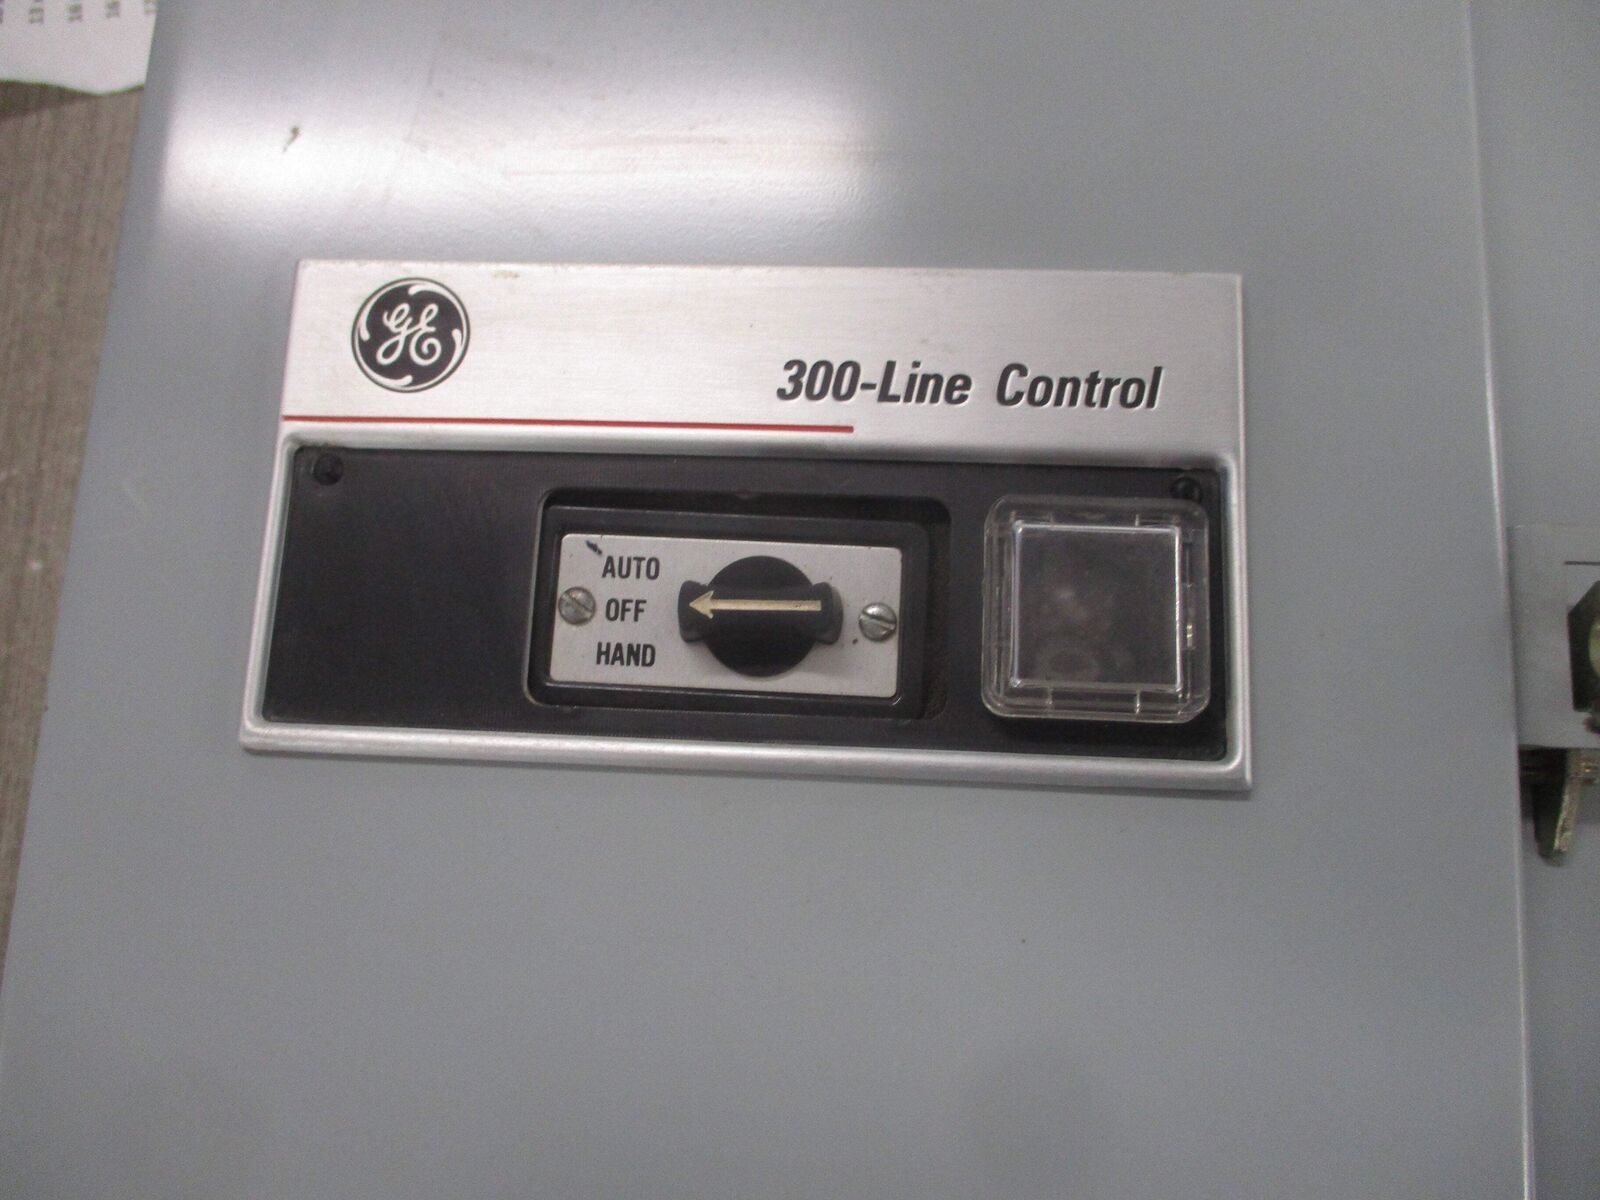 GE
300-Line Control
AUTO
OFF
HAND